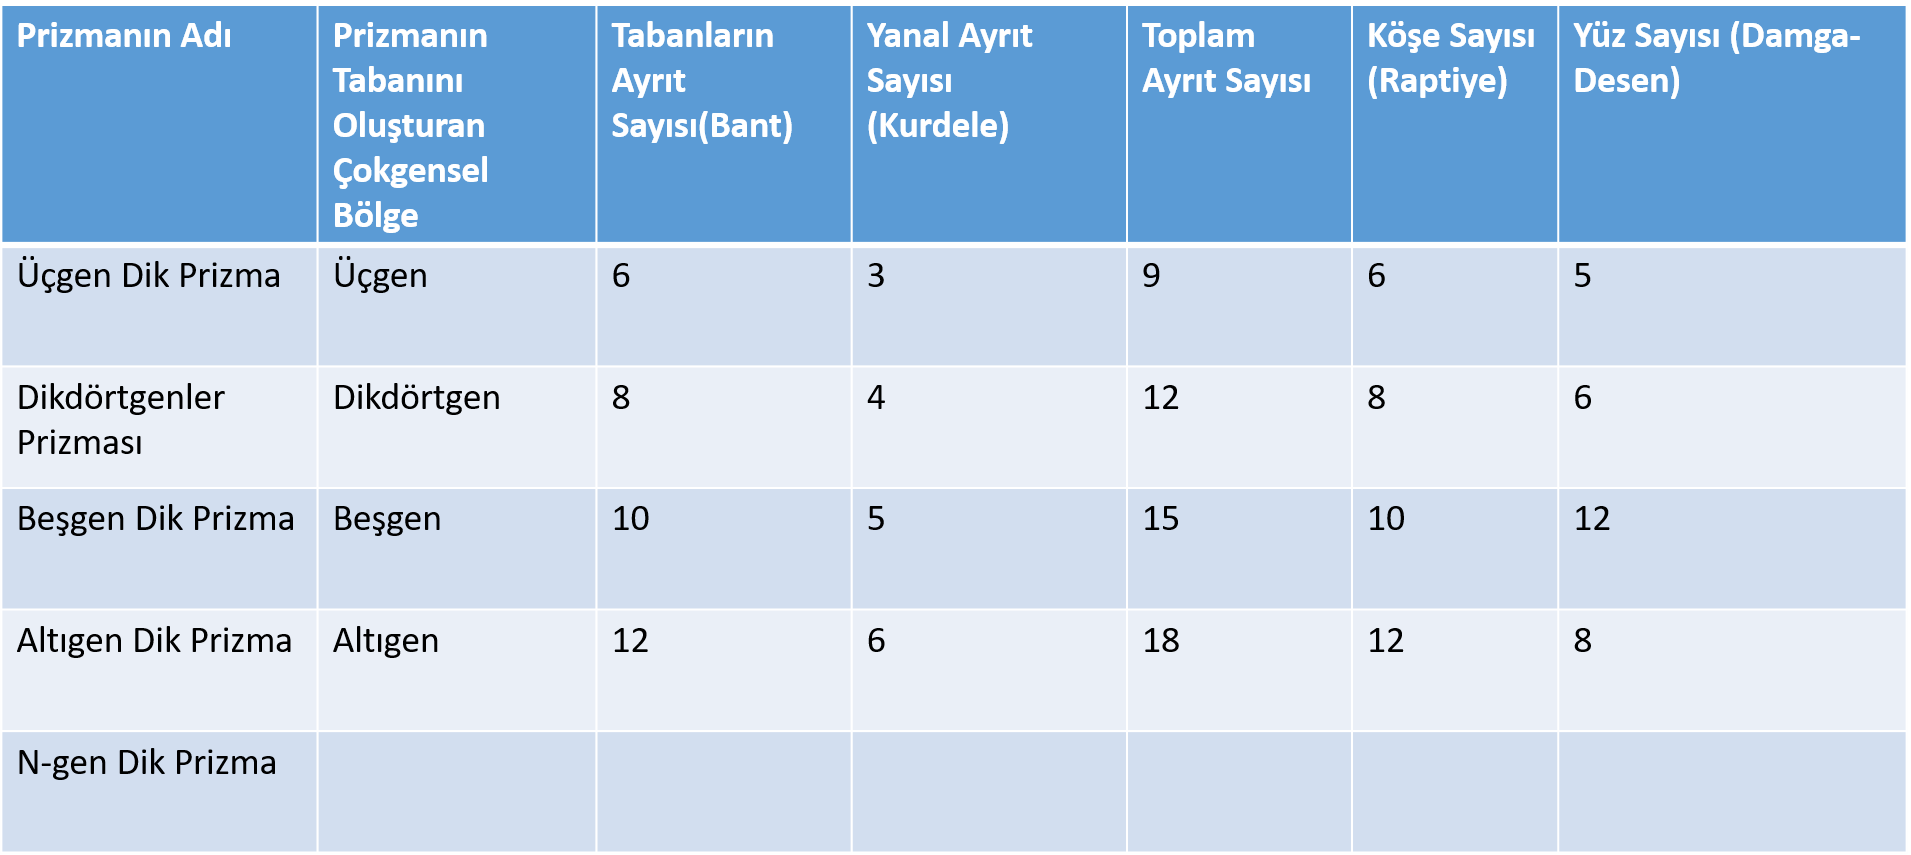 Prizmanın Adı
Prizmanın
Tabanını
Oluşturan
Çokgensel
Bölge
Tabanların
Ayrıt
Sayısı(Bant)
Yanal Ayrıt
Sayısı
(Kurdele)
Toplam
Ayrıt Sayısı
Köşe Sayısı
(Raptiye)
Yüz Sayısı (Damga-
Desen)
Üçgen Dik Prizma
Üçgen
6
3
9
6
5
Dikdörtgenler
Prizması
Dikdörtgen
8
4
12
8
6
Beşgen Dik Prizma
Beşgen
10
5
15
10
12
Altıgen Dik Prizma
Altıgen
12
6
18
12
8
N-gen Dik Prizma